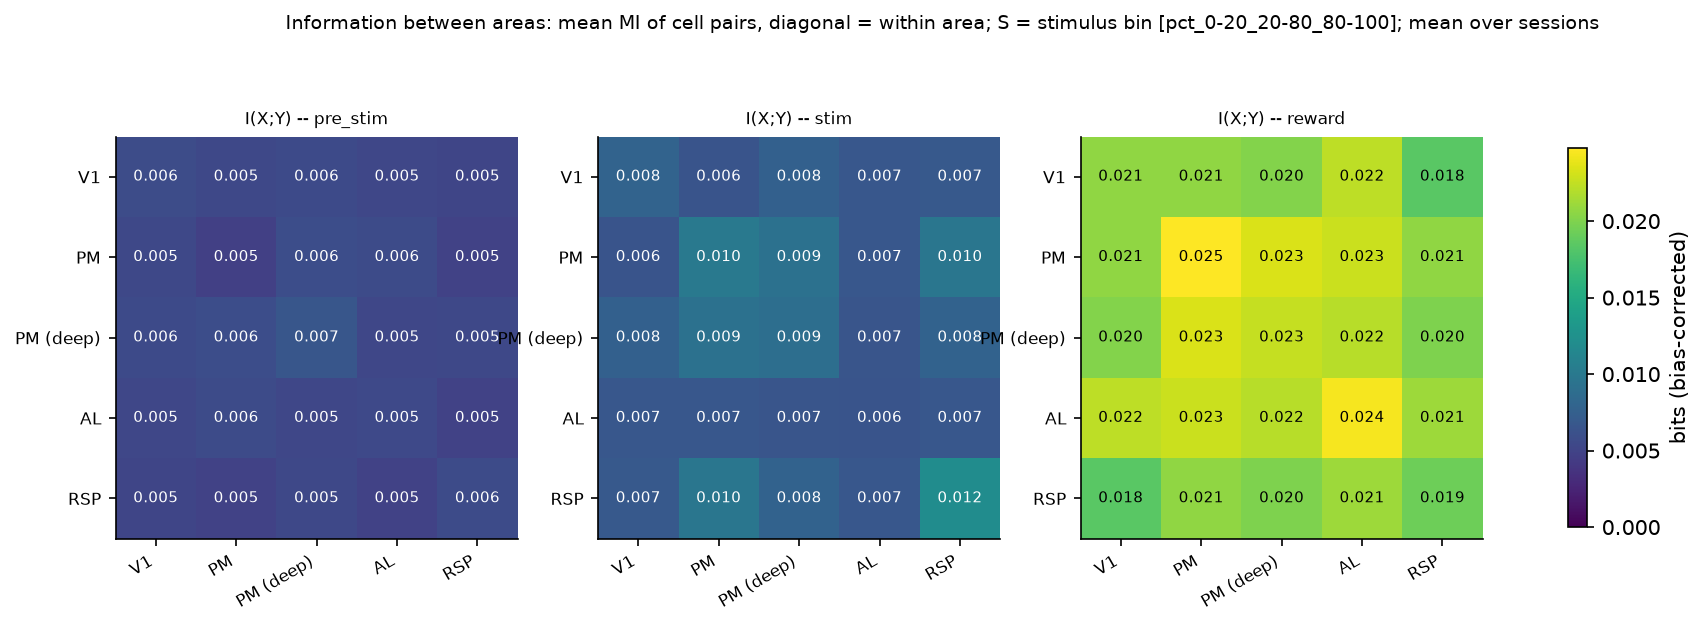 Information between areas: mean MI of cell pairs, diagonal = within area; S = stimulus bin [pct_0-20_20-80_80-100]; mean over sessions
I(X;Y) -- pre_stim
V1 0.006 0.005 0.006 0.005 0.005
PM 0.005 0.005 0.006 0.006 0.005
PM (deep) 0.006 0.006 0.007 0.005 0.005
AL 0.005 0.006 0.005 0.005 0.005
RSP 0.005 0.005 0.005 0.005 0.006
V1 PM PM (deep) AL RSP
I(X;Y) -- stim
V1 0.008 0.006 0.008 0.007 0.007
PM 0.006 0.010 0.009 0.007 0.010
PM (deep) 0.008 0.009 0.009 0.007 0.008
AL 0.007 0.007 0.007 0.006 0.007
RSP 0.007 0.010 0.008 0.007 0.012
V1 PM PM (deep) AL RSP
I(X;Y) -- reward
V1 0.021 0.021 0.020 0.022 0.018
PM 0.021 0.025 0.023 0.023 0.021
PM (deep) 0.020 0.023 0.023 0.022 0.020
AL 0.022 0.023 0.022 0.024 0.021
RSP 0.018 0.021 0.020 0.021 0.019
V1 PM PM (deep) AL RSP
0.020
0.015
0.010
0.005
0.000
bits (bias-corrected)